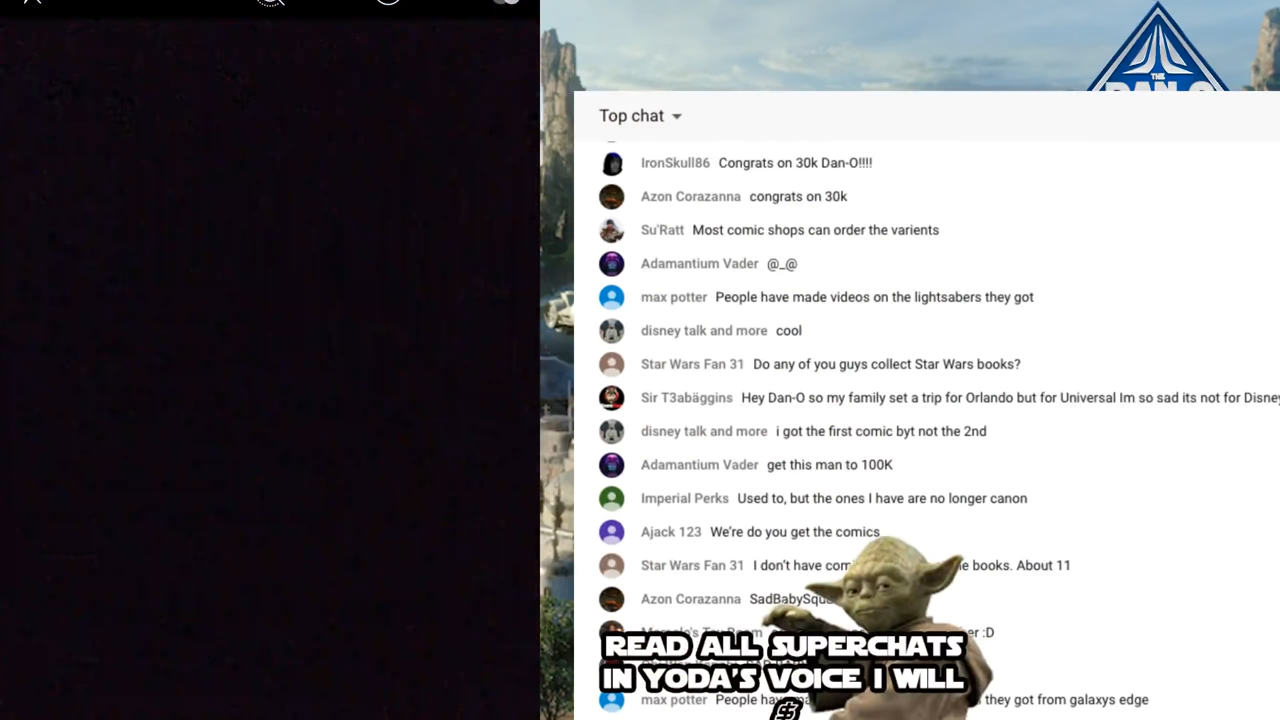 THE
DAN-O
Top chat
IronSkull86 Congrats on 30k Dan-O!!!!
Azon Corazanna congrats on 30k
Su'Ratt Most comic shops can order the varients
Adamantium Vader @_@
max potter People have made videos on the lightsabers they got
disney talk and more cool
Star Wars Fan 31 Do any of you guys collect Star Wars books?
Sir T3abäggins Hey Dan-O so my family set a trip for Orlando but for Universal Im so sad its not for Disney
disney talk and more i got the first comic byt not the 2nd
Adamantium Vader get this man to 100K
Imperial Perks Used to, but the ones I have are no longer canon
Ajack 123 We're do you get the comics
Star Wars Fan 31 I don't have com books. About 11
Azon Corazanna SadBabySqu
:D
READ ALL SUPERCHATS
IN YODA'S VOICE I WILL
max potter People they got from galaxys edge
$